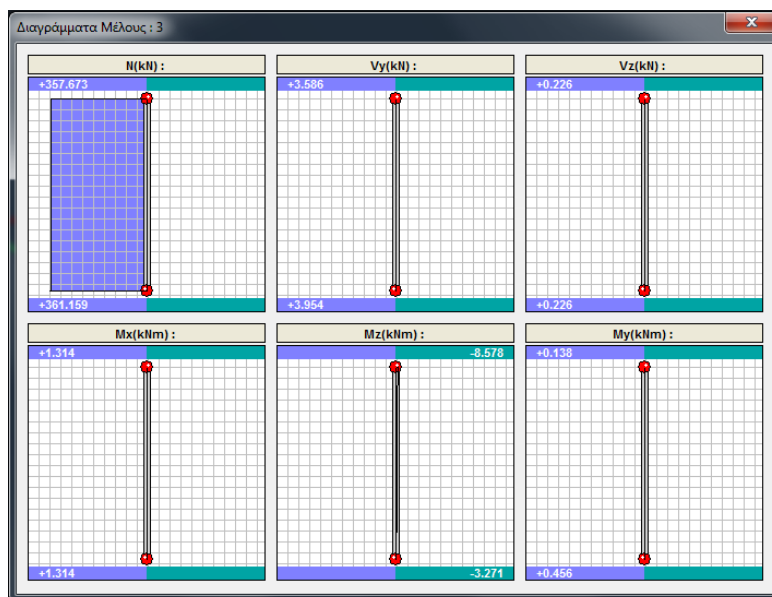 Διαγράμματα Μέλους : 3
N(kN) :
Vy(kN) :
Vz(kN) :
+357.673
+3.586
+0.226
+361.159
+3.954
+0.226
Mx(kNm) :
Mz(kNm) :
My(kNm) :
+1.314
-8.578
+0.138
+1.314
-3.271
+0.456